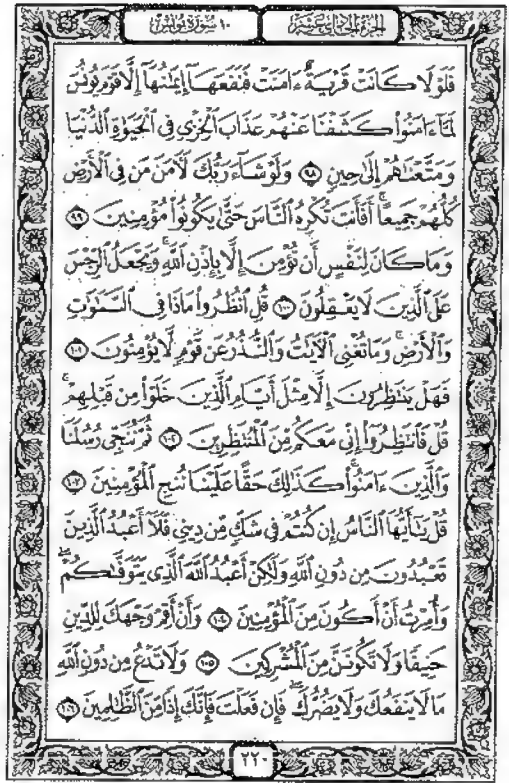 الجزء الحادي عشر
١٠ سورة يونس
فَلَوْلَا كَانَتْ قَرْيَةٌ ءَامَنَتْ فَنَفَعَهَآ إِيمَٰنُهَآ إِلَّا قَوْمَ يُونُسَ
لَمَّآ ءَامَنُوا۟ كَشَفْنَا عَنْهُمْ عَذَابَ ٱلْخِزْىِ فِى ٱلْحَيَوٰةِ ٱلدُّنْيَا
وَمَتَّعْنَٰهُمْ إِلَىٰ حِينٍ ٩٨ وَلَوْ شَآءَ رَبُّكَ لَءَامَنَ مَن فِى ٱلْأَرْضِ
كُلُّهُمْ جَمِيعًا ۚ أَفَأَنتَ تُكْرِهُ ٱلنَّاسَ حَتَّىٰ يَكُونُوا۟ مُؤْمِنِينَ ٩٩
وَمَا كَانَ لِنَفْسٍ أَن تُؤْمِنَ إِلَّا بِإِذْنِ ٱللَّهِ ۚ وَيَجْعَلُ ٱلرِّجْسَ
عَلَى ٱلَّذِينَ لَا يَعْقِلُونَ ١٠٠ قُلِ ٱنظُرُوا۟ مَاذَا فِى ٱلسَّمَٰوَٰتِ
وَٱلْأَرْضِ ۚ وَمَا تُغْنِى ٱلْءَايَٰتُ وَٱلنُّذُرُ عَن قَوْمٍ لَّا يُؤْمِنُونَ ١٠١
فَهَلْ يَنتَظِرُونَ إِلَّا مِثْلَ أَيَّامِ ٱلَّذِينَ خَلَوْا۟ مِن قَبْلِهِمْ ۚ
قُلْ فَٱنتَظِرُوٓا۟ إِنِّى مَعَكُم مِّنَ ٱلْمُنتَظِرِينَ ١٠٢ ثُمَّ نُنَجِّى رُسُلَنَا
وَٱلَّذِينَ ءَامَنُوا۟ ۚ كَذَٰلِكَ حَقًّا عَلَيْنَا نُنجِ ٱلْمُؤْمِنِينَ ١٠٣
قُلْ يَٰٓأَيُّهَا ٱلنَّاسُ إِن كُنتُمْ فِى شَكٍّ مِّن دِينِى فَلَآ أَعْبُدُ ٱلَّذِينَ
تَعْبُدُونَ مِن دُونِ ٱللَّهِ وَلَٰكِنْ أَعْبُدُ ٱللَّهَ ٱلَّذِى يَتَوَفَّىٰكُمْ ۖ
وَأُمِرْتُ أَنْ أَكُونَ مِنَ ٱلْمُؤْمِنِينَ ١٠٤ وَأَنْ أَقِمْ وَجْهَكَ لِلدِّينِ
حَنِيفًا وَلَا تَكُونَنَّ مِنَ ٱلْمُشْرِكِينَ ١٠٥ وَلَا تَدْعُ مِن دُونِ ٱللَّهِ
مَا لَا يَنفَعُكَ وَلَا يَضُرُّكَ ۖ فَإِن فَعَلْتَ فَإِنَّكَ إِذًا مِّنَ ٱلظَّٰلِمِينَ ١٠٦
٢٢٠